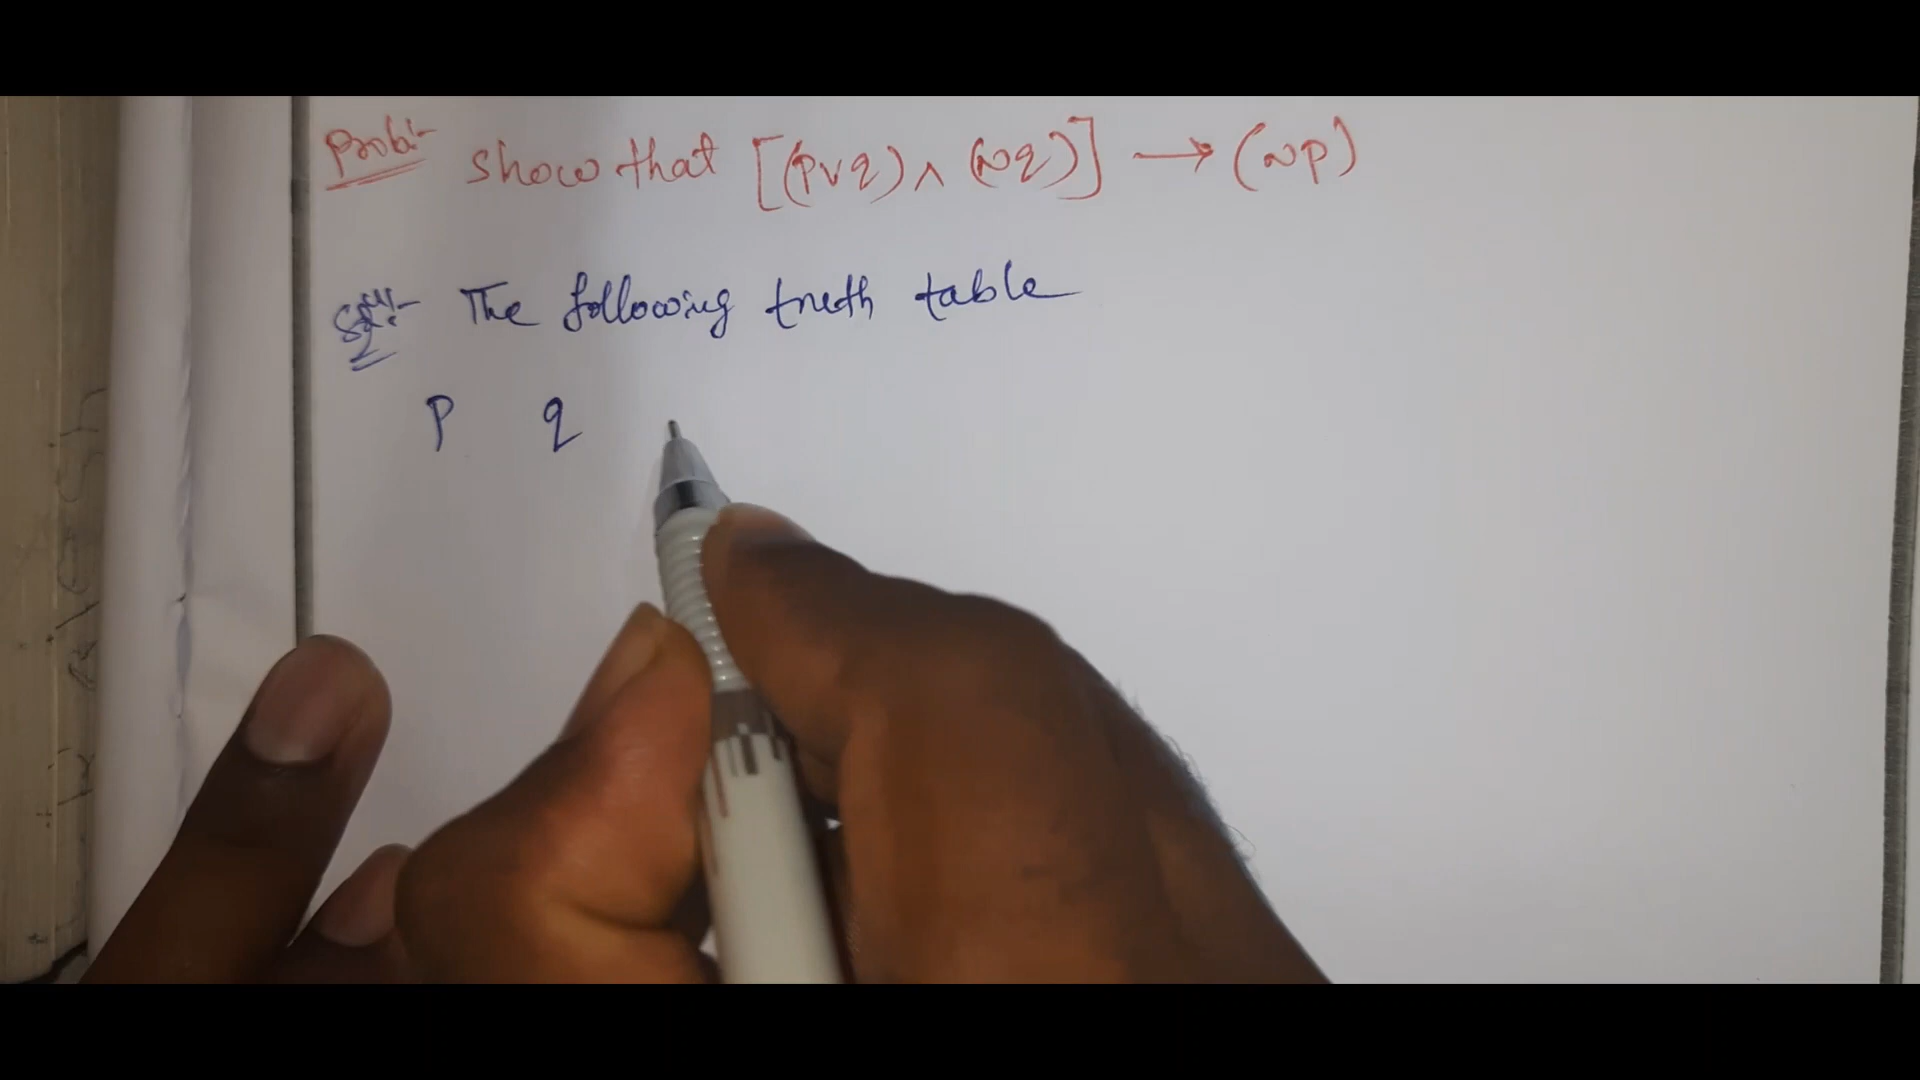 Prob:- show that [(p∨q)∧(~q)] → (~p)
Sol:- The following truth table
P q